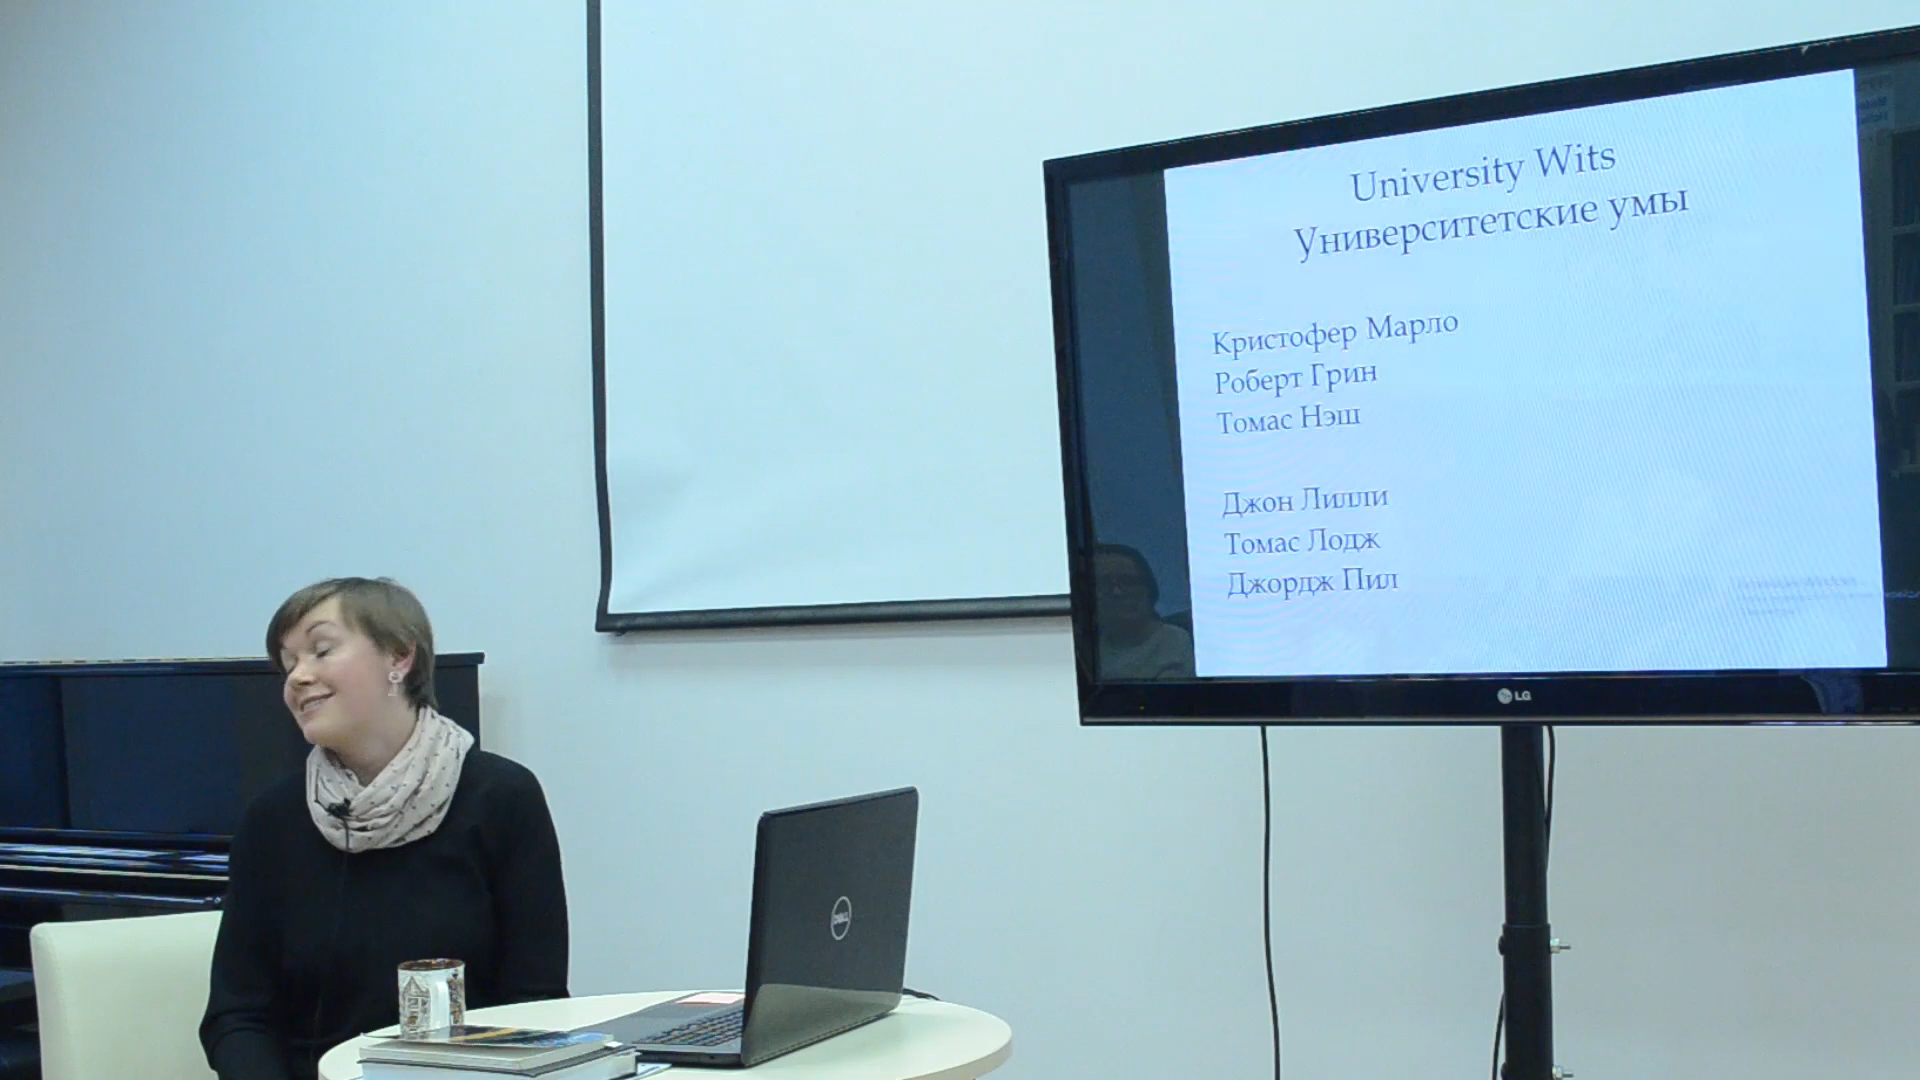 University Wits
Университетские умы
Кристофер Марло
Роберт Грин
Томас Нэш
Джон Лилли
Томас Лодж
Джордж Пил
LG
DELL